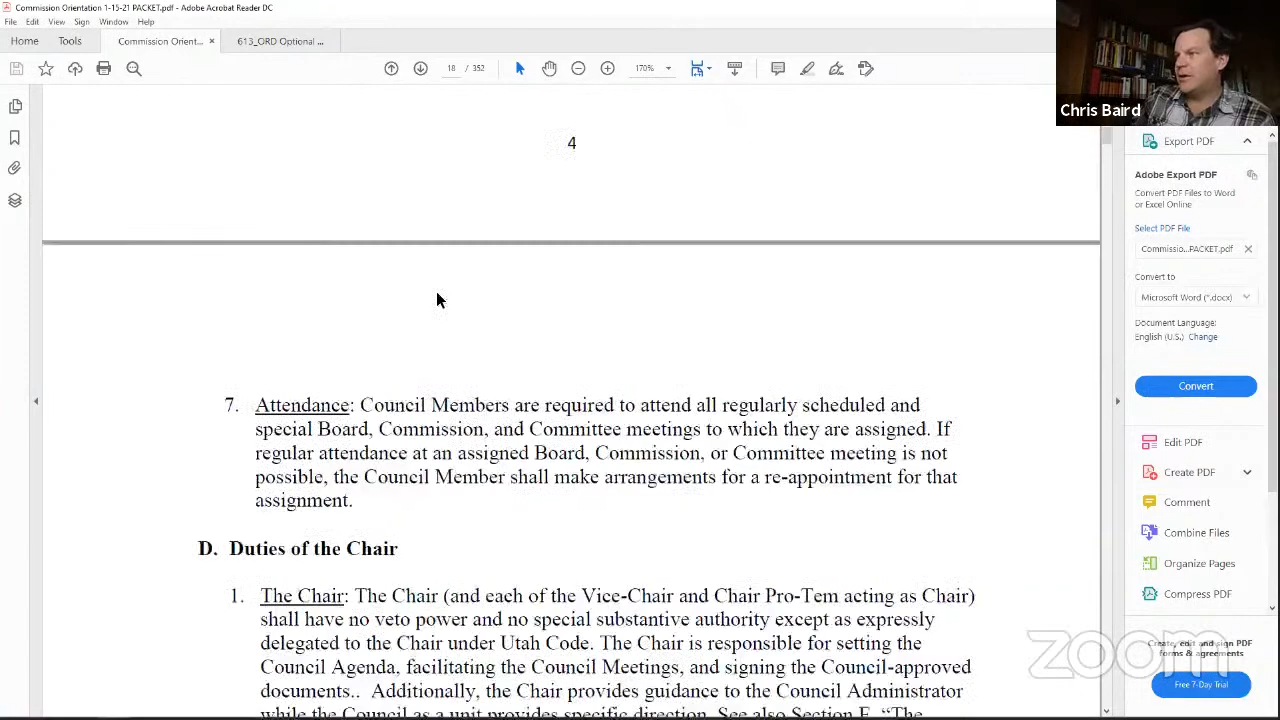 Commission Orientation 1-15-21 PACKET.pdf - Adobe Acrobat Reader DC
File Edit View Sign Window Help
Home Tools Commission Orient... × 613_ORD Optional ...
18 / 352 170%
Chris Baird
4
7. Attendance: Council Members are required to attend all regularly scheduled and
special Board, Commission, and Committee meetings to which they are assigned. If
regular attendance at an assigned Board, Commission, or Committee meeting is not
possible, the Council Member shall make arrangements for a re-appointment for that
assignment.
D. Duties of the Chair
1. The Chair: The Chair (and each of the Vice-Chair and Chair Pro-Tem acting as Chair)
shall have no veto power and no special substantive authority except as expressly
delegated to the Chair under Utah Code. The Chair is responsible for setting the
Council Agenda, facilitating the Council Meetings, and signing the Council-approved
documents.. Additionally, the Chair provides guidance to the Council Administrator
while the Council as a unit provides specific direction. See also Section F. "The
Export PDF
Adobe Export PDF
Convert PDF Files to Word
or Excel Online
Select PDF File
Commissio...PACKET.pdf ×
Convert to
Microsoft Word (*.docx)
Document Language:
English (U.S.) Change
Convert
Edit PDF
Create PDF
Comment
Combine Files
Organize Pages
Compress PDF
Create, edit and sign PDF
forms & agreements
Free 7-Day Trial
zoom